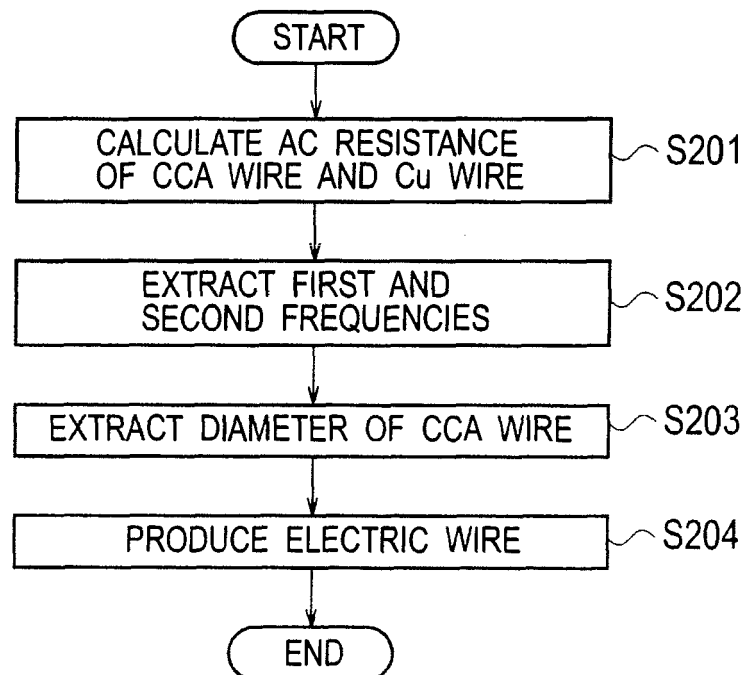 START
CALCULATE AC RESISTANCE
OF CCA WIRE AND Cu WIRE
S201
EXTRACT FIRST AND
SECOND FREQUENCIES
S202
EXTRACT DIAMETER OF CCA WIRE
S203
PRODUCE ELECTRIC WIRE
S204
END